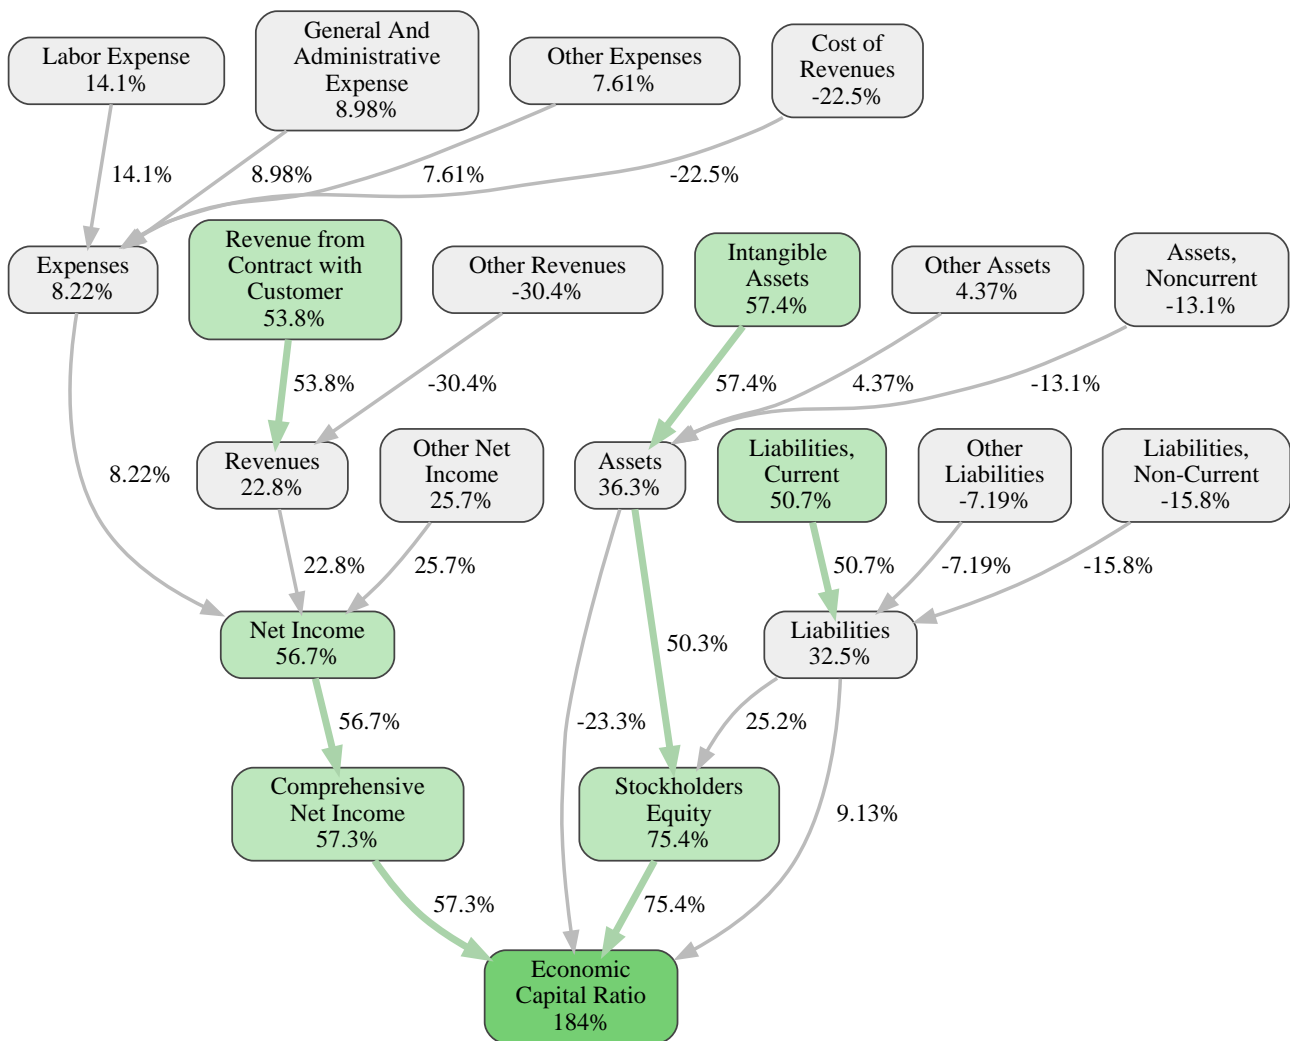 Labor Expense
14.1%
General And
Administrative
Expense
8.98%
Other Expenses
7.61%
Cost of
Revenues
-22.5%
14.1%
8.98%
7.61%
-22.5%
Expenses
8.22%
Revenue from
Contract with
Customer
53.8%
Other Revenues
-30.4%
Intangible
Assets
57.4%
Other Assets
4.37%
Assets,
Noncurrent
-13.1%
53.8%
-30.4%
57.4%
4.37%
-13.1%
8.22%
Revenues
22.8%
Other Net
Income
25.7%
Assets
36.3%
Liabilities,
Current
50.7%
Other
Liabilities
-7.19%
Liabilities,
Non-Current
-15.8%
22.8%
25.7%
50.7%
-7.19%
-15.8%
Net Income
56.7%
50.3%
Liabilities
32.5%
56.7%
-23.3%
25.2%
Comprehensive
Net Income
57.3%
Stockholders
Equity
75.4%
9.13%
57.3%
75.4%
Economic
Capital Ratio
184%